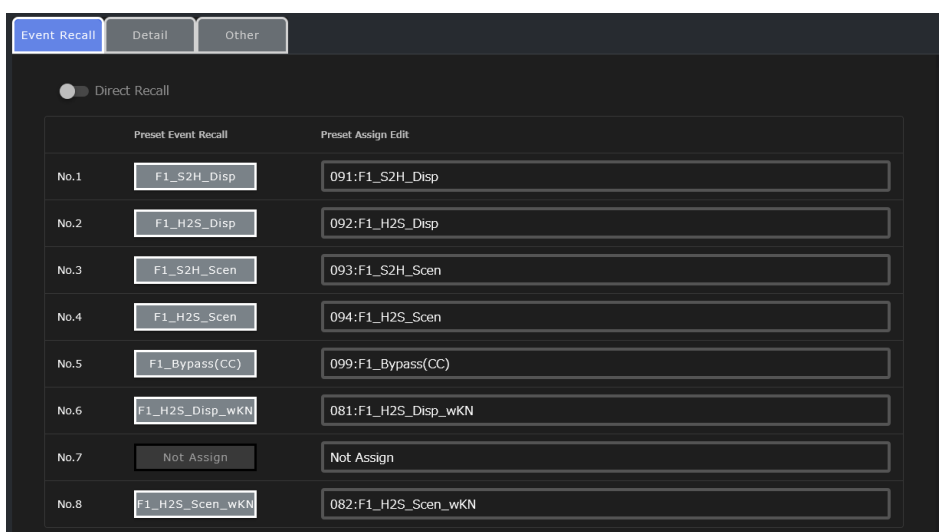 Event Recall Detail Other
Direct Recall
Preset Event Recall Preset Assign Edit
No.1 F1_S2H_Disp 091:F1_S2H_Disp
No.2 F1_H2S_Disp 092:F1_H2S_Disp
No.3 F1_S2H_Scen 093:F1_S2H_Scen
No.4 F1_H2S_Scen 094:F1_H2S_Scen
No.5 F1_Bypass(CC) 099:F1_Bypass(CC)
No.6 F1_H2S_Disp_wKN 081:F1_H2S_Disp_wKN
No.7 Not Assign Not Assign
No.8 F1_H2S_Scen_wKN 082:F1_H2S_Scen_wKN